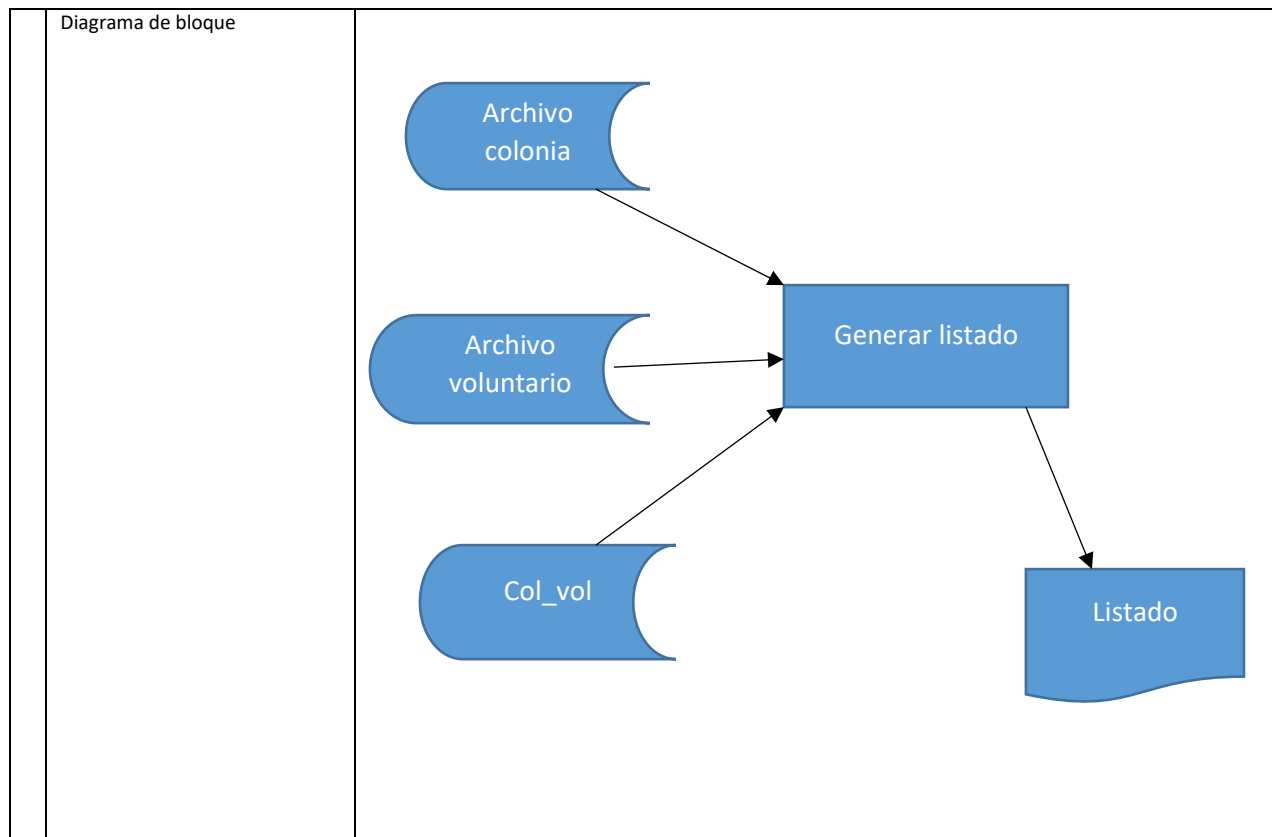 Diagrama de bloque
Archivo
colonia
Archivo
voluntario
Generar listado
Col_vol
Listado